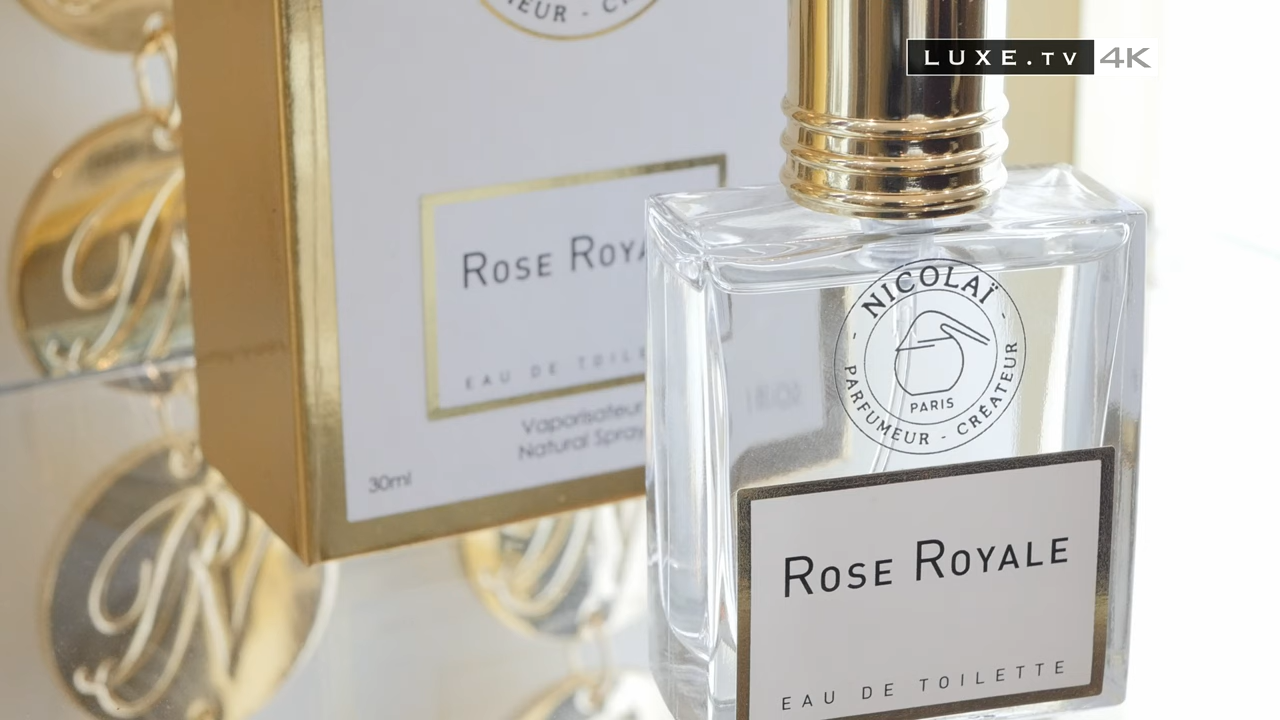 EUR - C
LUXE.TV 4K
ROSE ROYA
EAU DE TOILE
Vaporisateur
Natural Spray
30ml
NICOLAÏ
PARIS
- PARFUMEUR - CRÉATEUR -
ROSE ROYALE
EAU DE TOILETTE